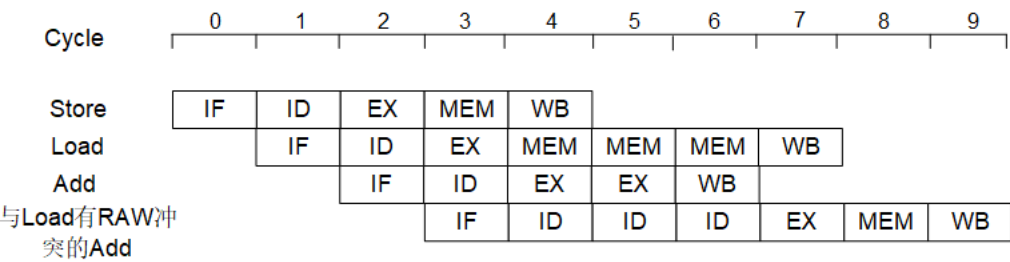 Cycle 0 1 2 3 4 5 6 7 8 9
Store IF ID EX MEM WB
Load IF ID EX MEM MEM MEM WB
Add IF ID EX EX WB
与Load有RAW冲
突的Add
IF ID ID ID EX MEM WB